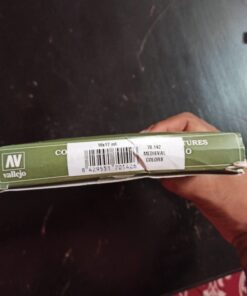 16x17 ml.
70.142
MEDIEVAL
COLORS
CO
TURES
O
AV
vallejo
8 429551 701426